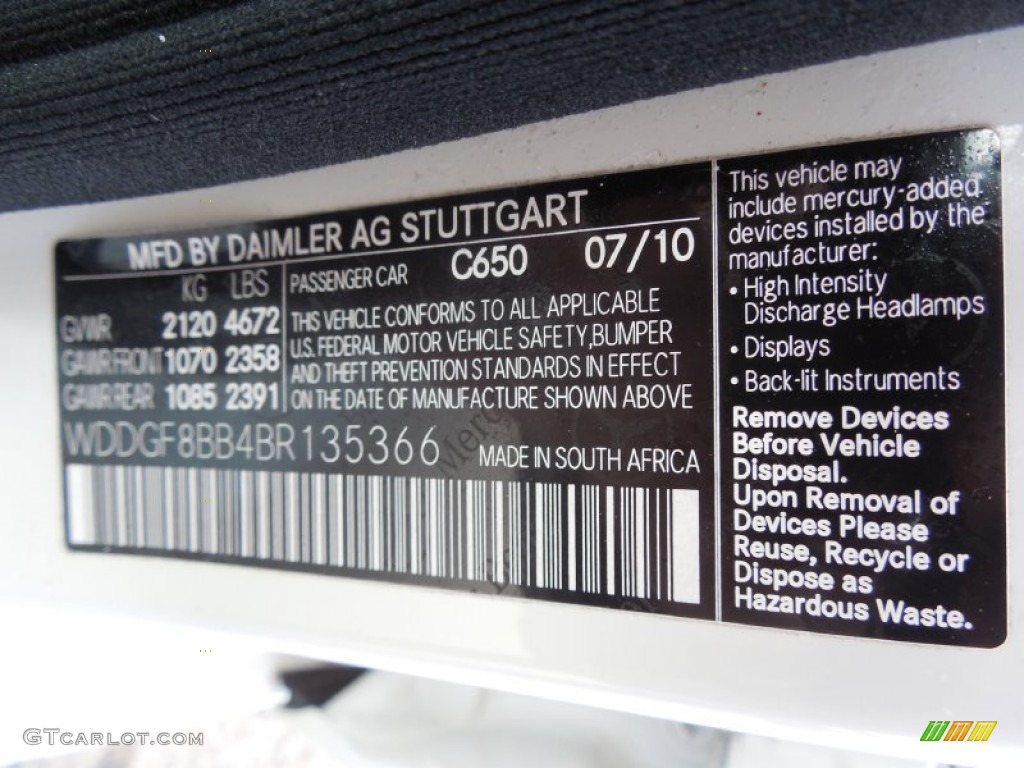 MFD BY DAIMLER AG STUTTGART
KG LBS
GVWR 2120 4672
GAWR FRONT 1070 2358
GAWR REAR 1085 2391
PASSENGER CAR C650 07/10
THIS VEHICLE CONFORMS TO ALL APPLICABLE
U.S. FEDERAL MOTOR VEHICLE SAFETY, BUMPER
AND THEFT PREVENTION STANDARDS IN EFFECT
ON THE DATE OF MANUFACTURE SHOWN ABOVE
WDDGF8BB4BR135366
MADE IN SOUTH AFRICA
This vehicle may
include mercury-added
devices installed by the
manufacturer:
• High Intensity
Discharge Headlamps
• Displays
• Back-lit Instruments
Remove Devices
Before Vehicle
Disposal.
Upon Removal of
Devices Please
Reuse, Recycle or
Dispose as
Hazardous Waste.
GTCARLOT.COM